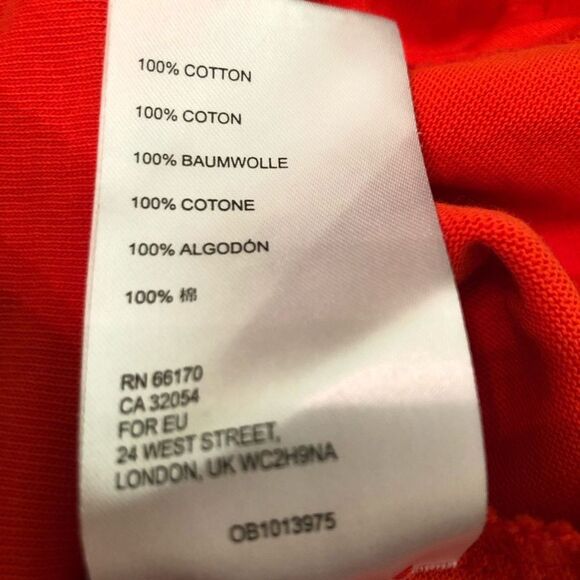 100% COTTON
100% COTON
100% BAUMWOLLE
100% COTONE
100% ALGODÓN
100% 棉
RN 66170
CA 32054
FOR EU
24 WEST STREET,
LONDON, UK WC2H9NA
OB1013975